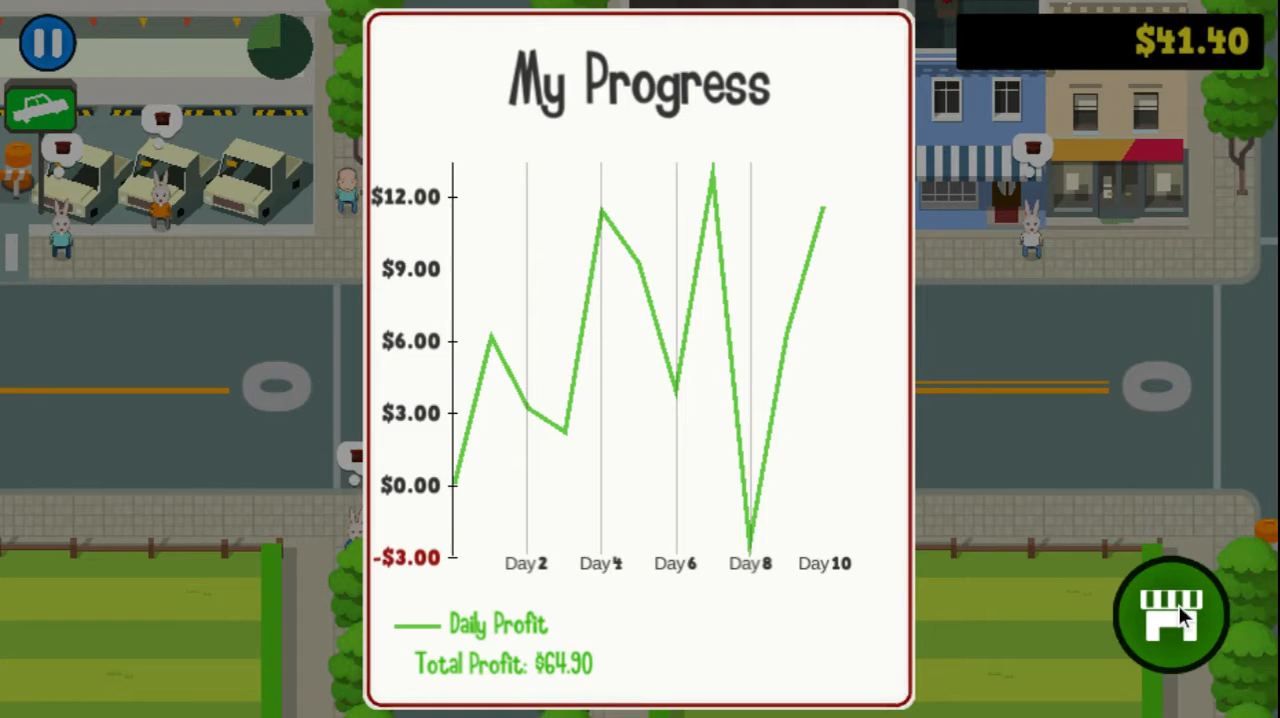 $41.40
My Progress
$12.00
$9.00
$6.00
$3.00
$0.00
-$3.00
Day 2 Day 4 Day 6 Day 8 Day 10
Daily Profit
Total Profit: $64.90